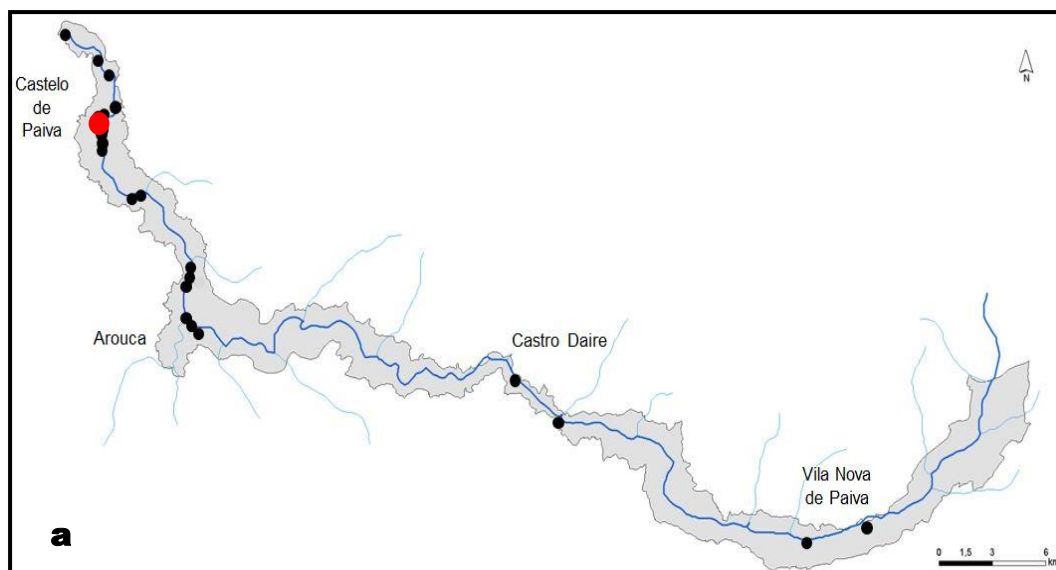 Castelo
de
Paiva
N
Arouca
Castro Daire
Vila Nova
de Paiva
a
0 1,5 3 6
km